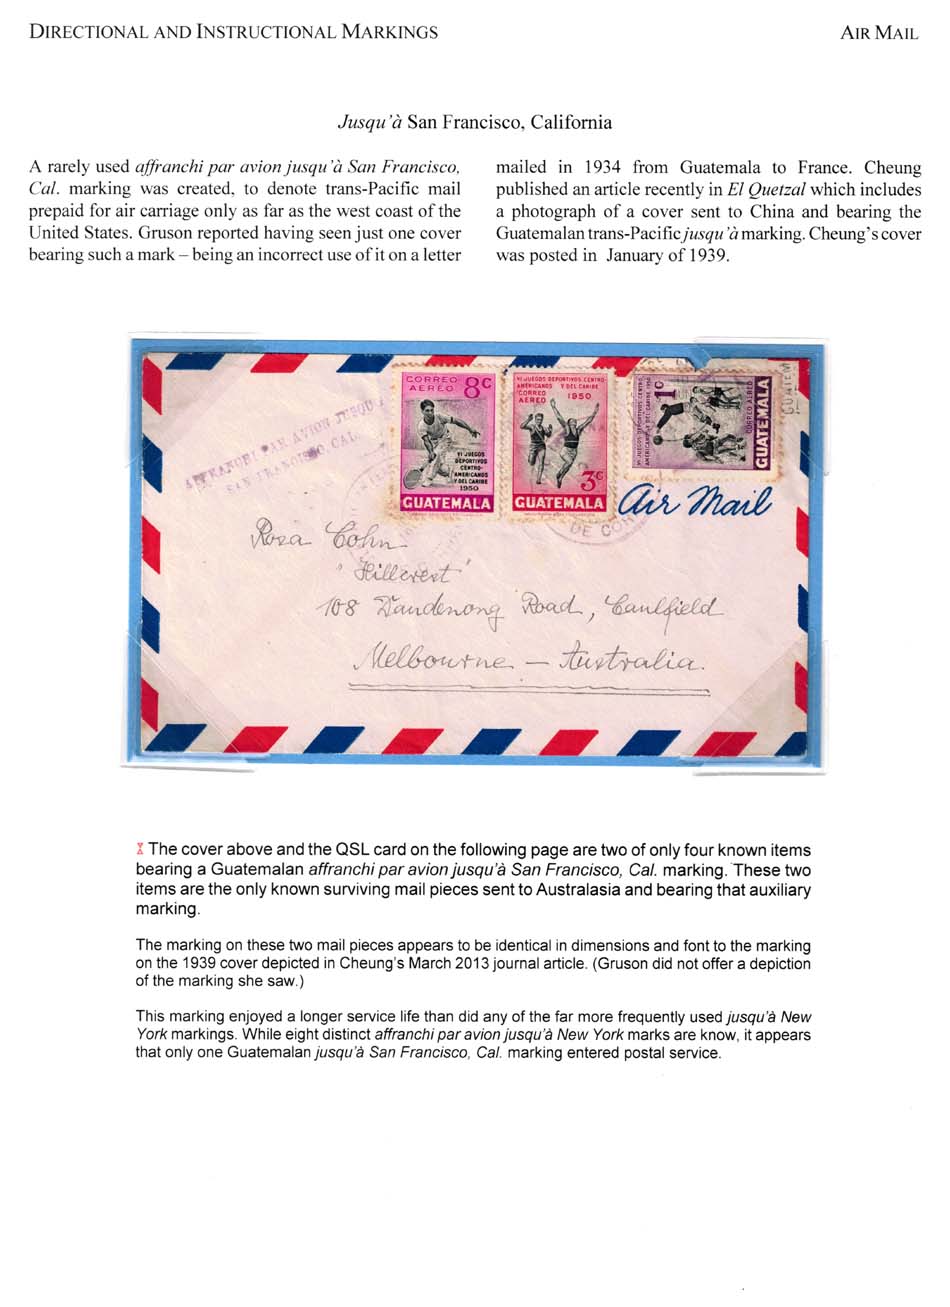 DIRECTIONAL AND INSTRUCTIONAL MARKINGS
AIR MAIL
Jusqu'à San Francisco, California
A rarely used affranchi par avion jusqu'à San Francisco,
Cal. marking was created, to denote trans-Pacific mail
prepaid for air carriage only as far as the west coast of the
United States. Gruson reported having seen just one cover
bearing such a mark – being an incorrect use of it on a letter
mailed in 1934 from Guatemala to France. Cheung
published an article recently in El Quetzal which includes
a photograph of a cover sent to China and bearing the
Guatemalan trans-Pacific jusqu'à marking. Cheung's cover
was posted in January of 1939.
AFFRANCHI PAR AVION JUSQU'A
SAN FRANCISCO, CAL.
CORREO
AEREO 8c
VI JUEGOS
DEPORTIVOS
CENTRO-
AMERICANOS
Y DEL CARIBE
1950
GUATEMALA
VI JUEGOS DEPORTIVOS CENTRO
AMERICANOS Y DEL CARIBE
CORREO
AEREO
1950
3c
GUATEMALA
VI JUEGOS DEPORTIVOS CENTRO
AMERICANOS Y DEL CARIBE 1950
1c
CORREO AEREO
GUATEMALA
GUATEM
DE COR
Air Mail
Rosa Cohn
"Hillcrest"
108 Dandenong Road, Caulfield
Melbourne – Australia.
The cover above and the QSL card on the following page are two of only four known items
bearing a Guatemalan affranchi par avion jusqu'à San Francisco, Cal. marking. These two
items are the only known surviving mail pieces sent to Australasia and bearing that auxiliary
marking.
The marking on these two mail pieces appears to be identical in dimensions and font to the marking
on the 1939 cover depicted in Cheung's March 2013 journal article. (Gruson did not offer a depiction
of the marking she saw.)
This marking enjoyed a longer service life than did any of the far more frequently used jusqu'à New
York markings. While eight distinct affranchi par avion jusqu'à New York marks are know, it appears
that only one Guatemalan jusqu'à San Francisco, Cal. marking entered postal service.